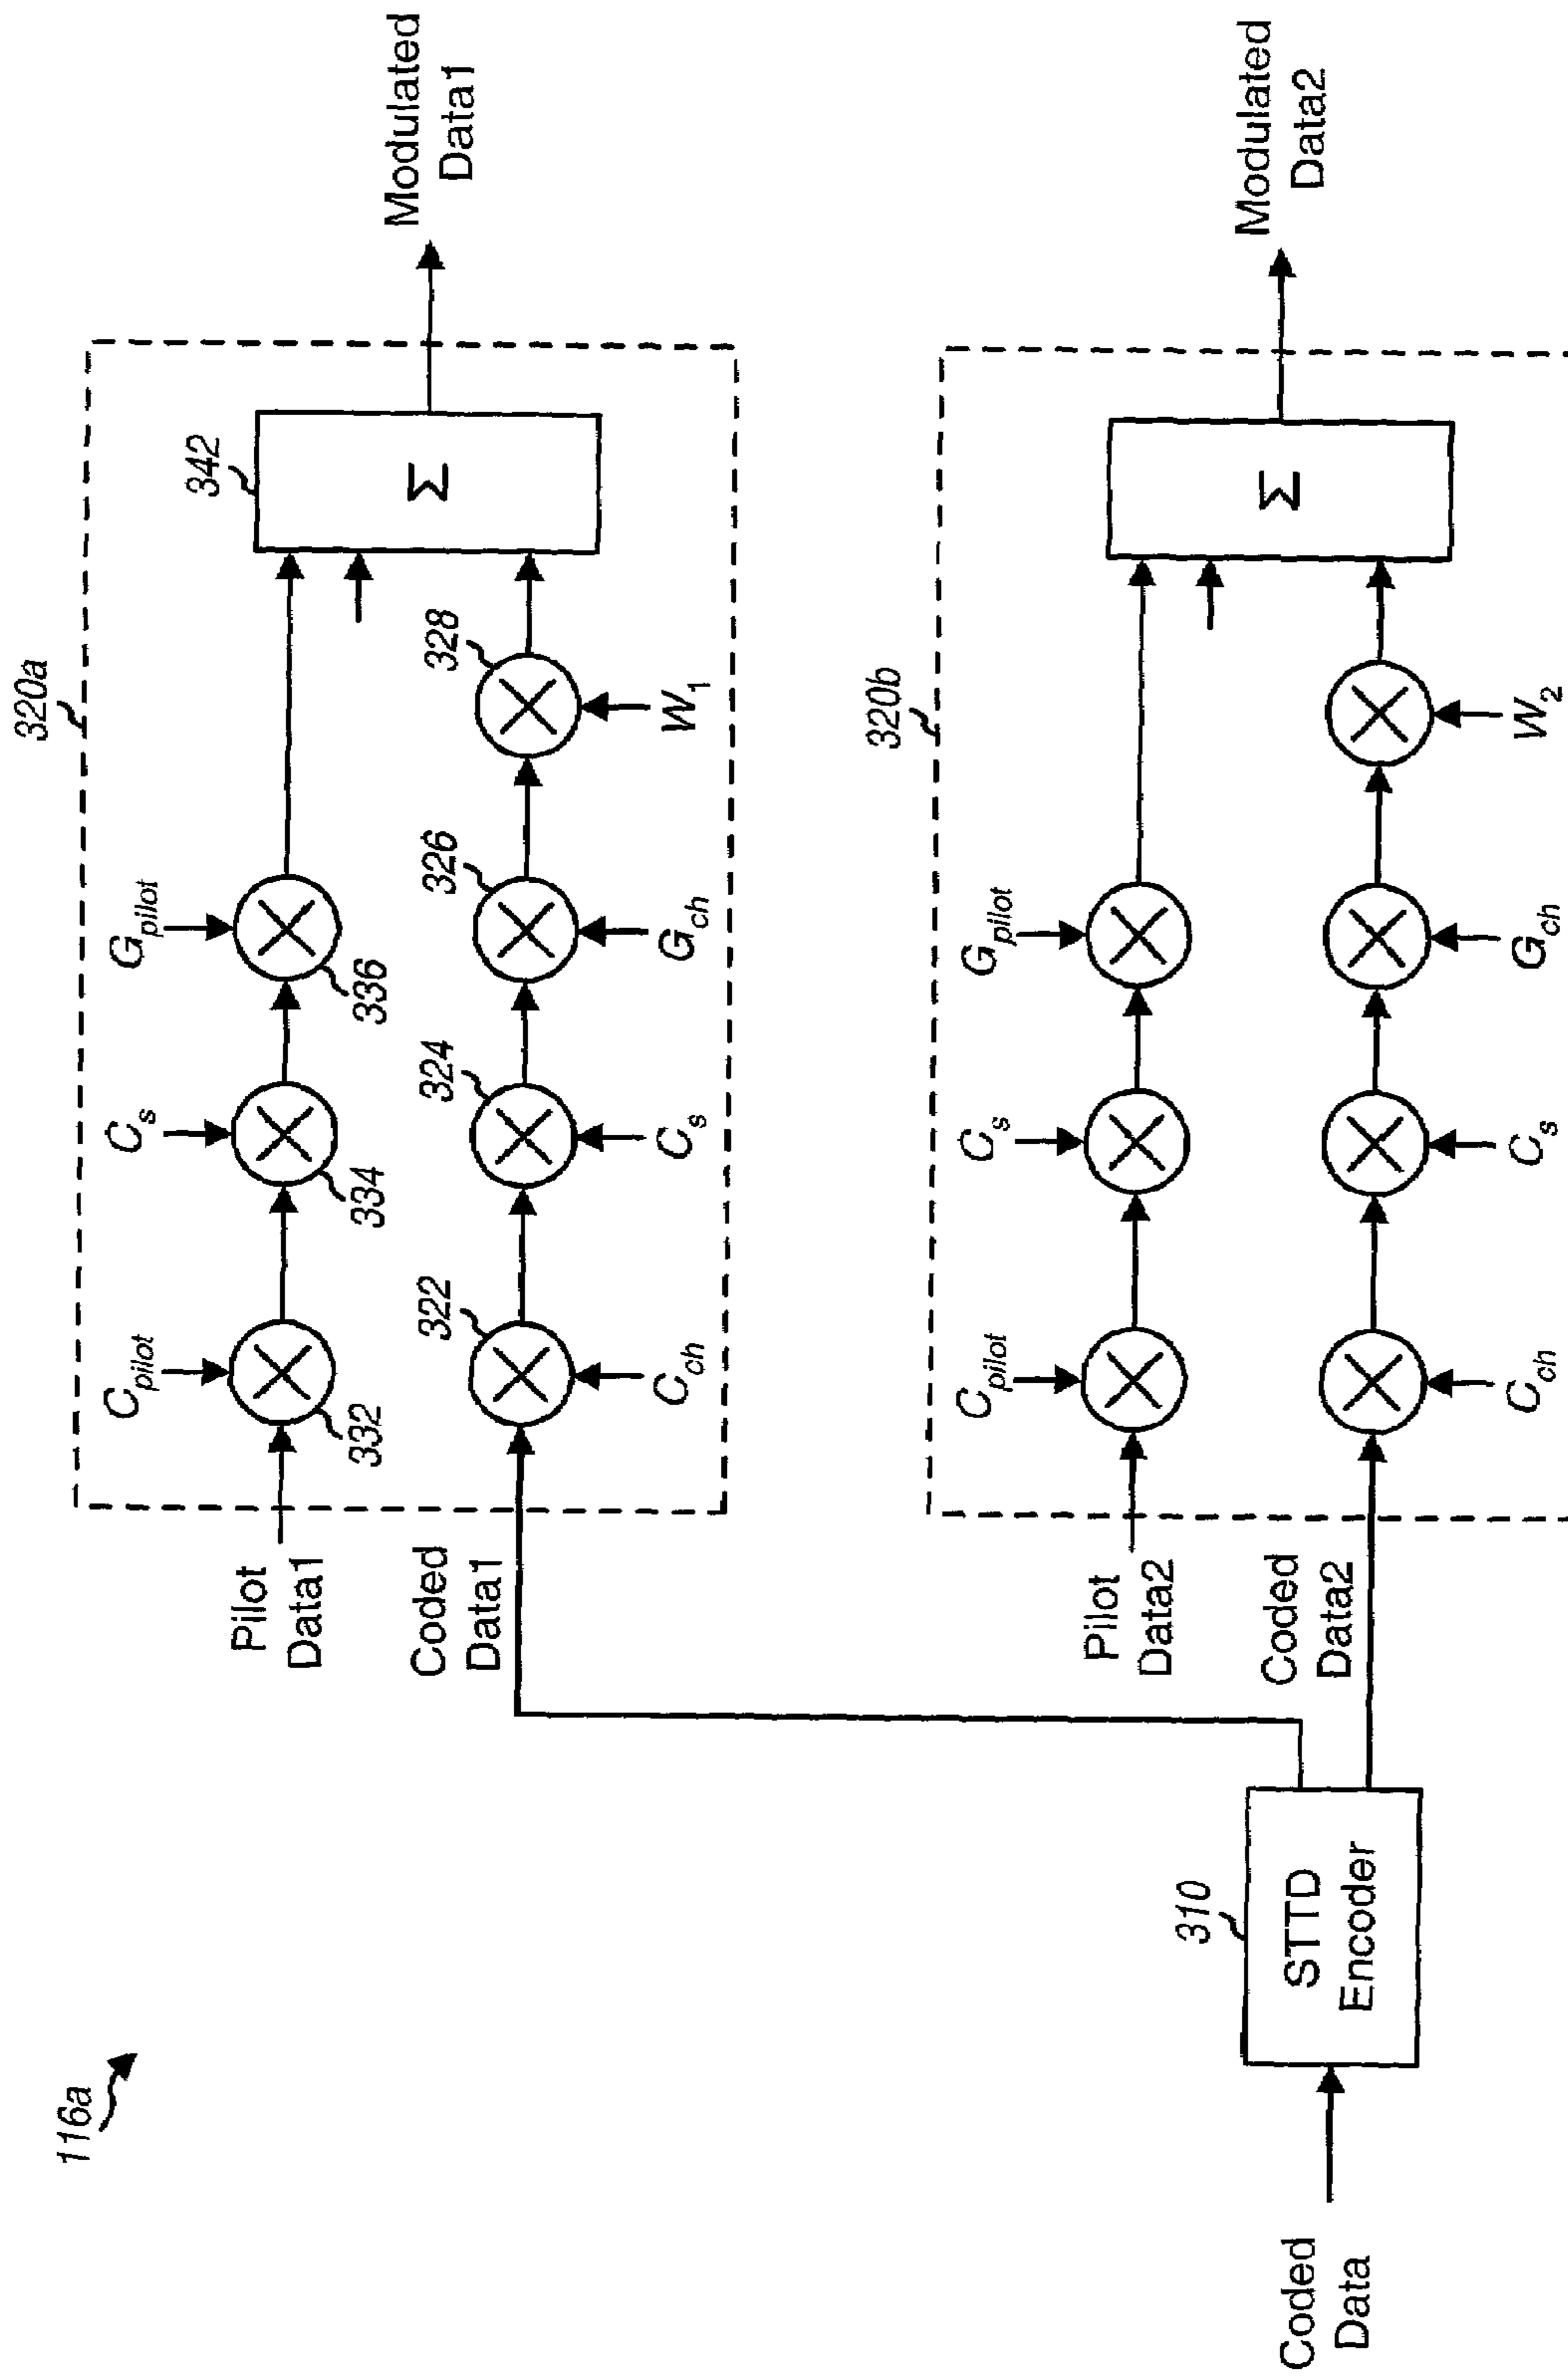 116a
320a
342
Modulated
Data1
C_pilot
C_s
G_pilot
Pilot
Data1
332
334
336
322
324
326
328
Σ
Coded
Data1
C_ch
C_s
G_ch
W_1
320b
Modulated
Data2
C_pilot
C_s
G_pilot
Pilot
Data2
Σ
Coded
Data2
C_ch
C_s
G_ch
W_2
310
STTD
Encoder
Coded
Data